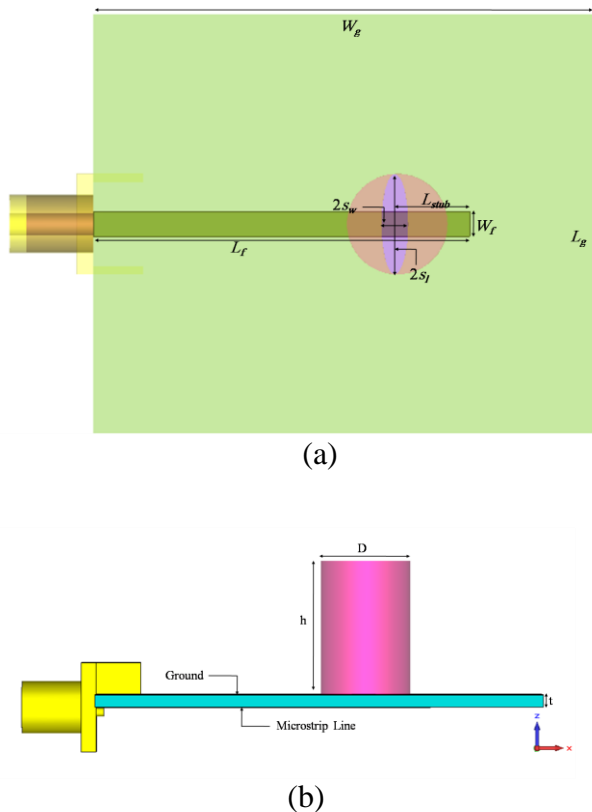 W_g
L_stub
2s_w
W_f
L_g
L_f
2s_l
(a)
D
h
Ground
t
Microstrip Line
z
x
(b)